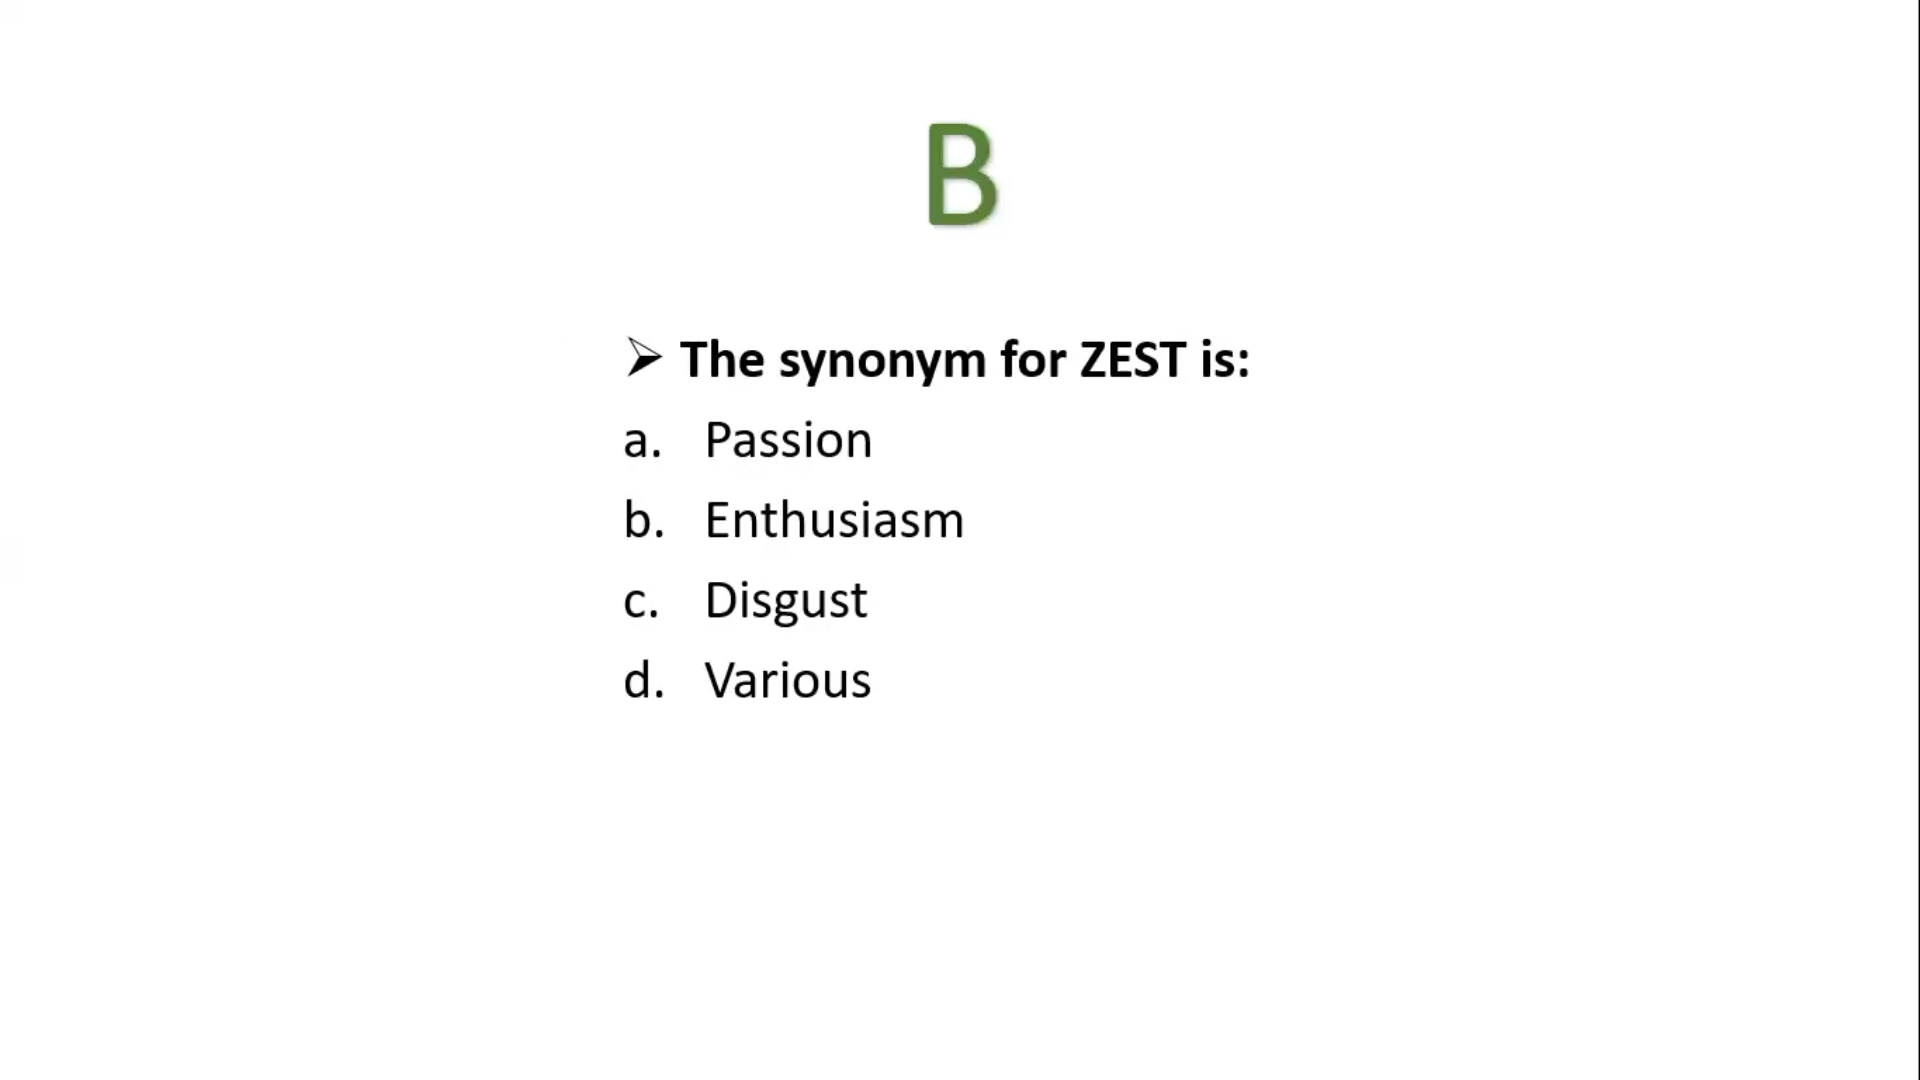 B
➢ The synonym for ZEST is:
a. Passion
b. Enthusiasm
c. Disgust
d. Various